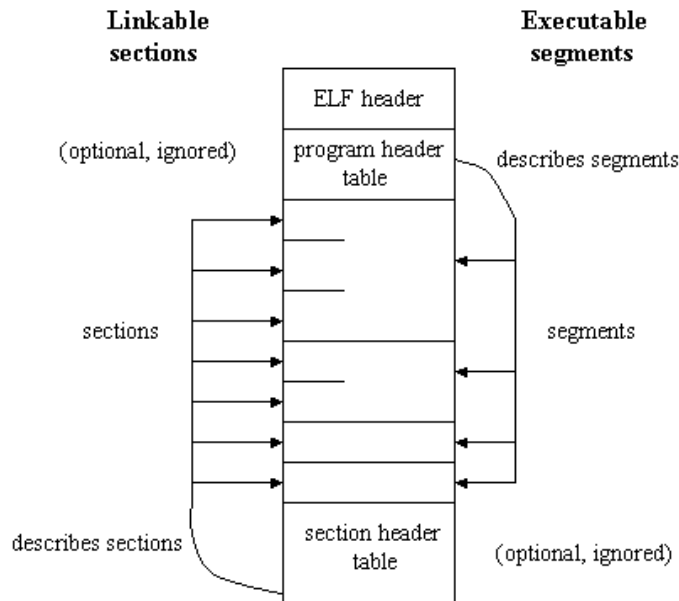 Linkable
sections
Executable
segments
ELF header
(optional, ignored)
program header
table
describes segments
sections
segments
describes sections
section header
table
(optional, ignored)